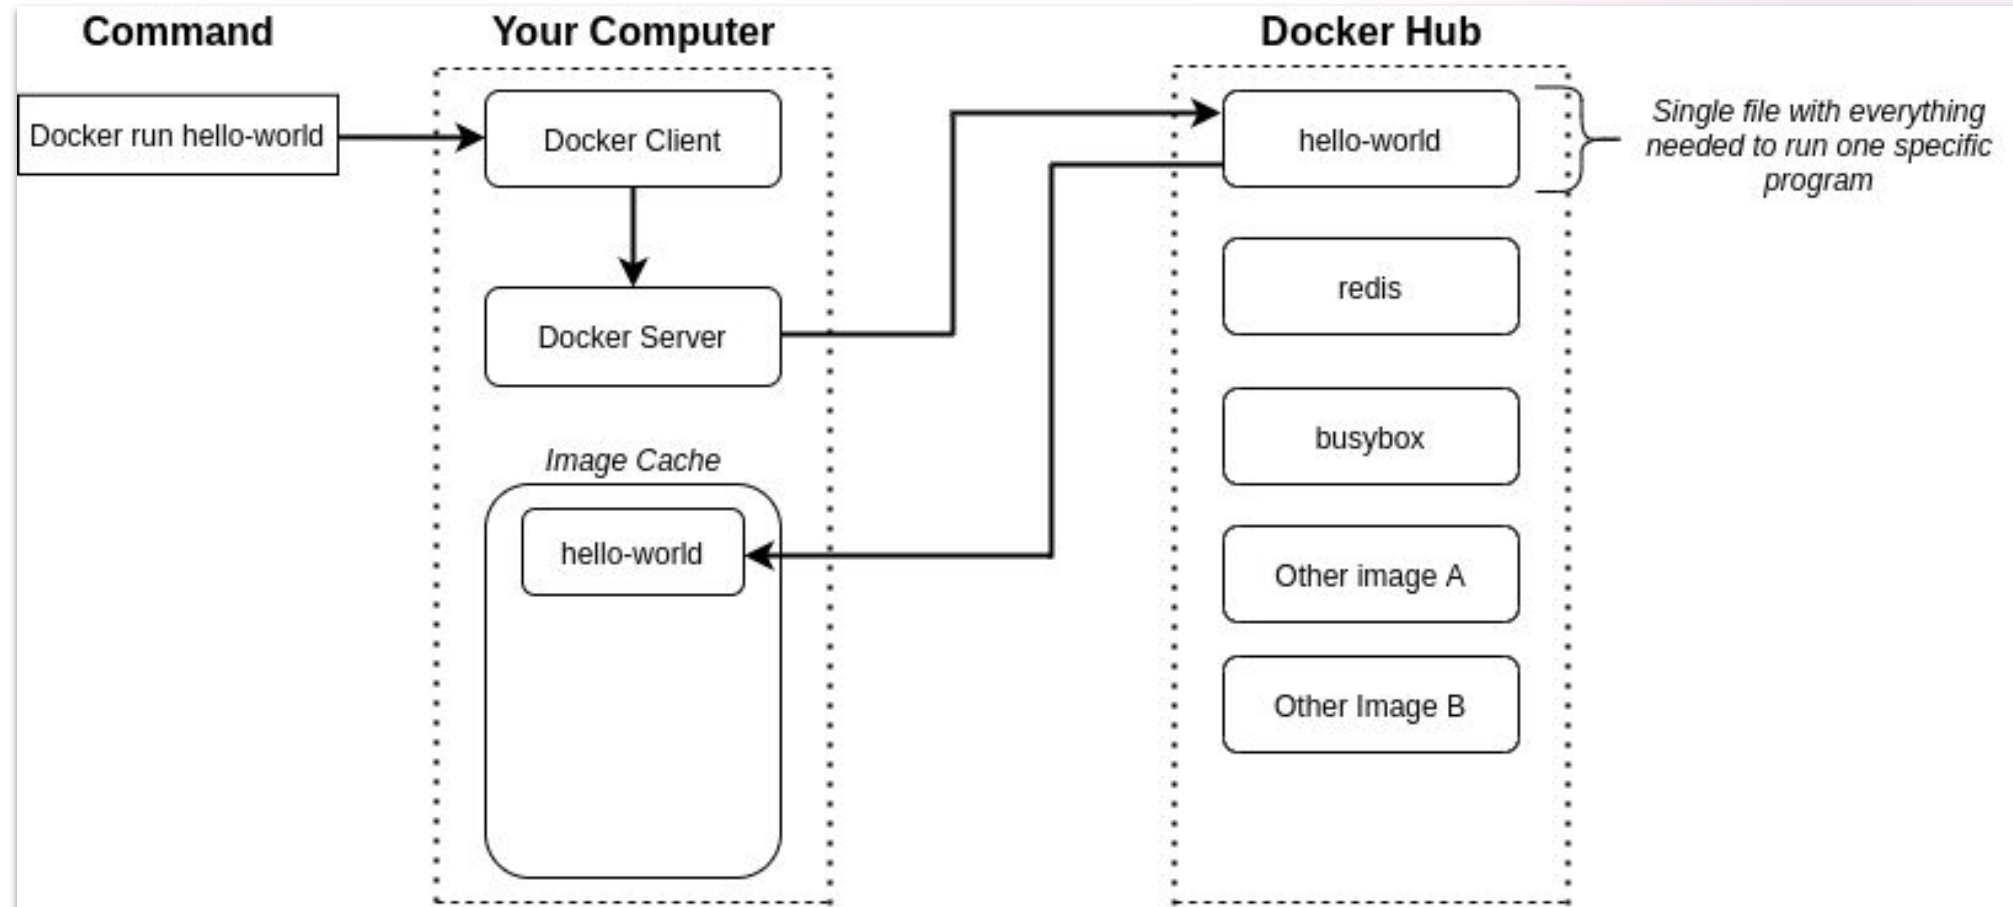 Command
Your Computer
Docker Hub
Docker run hello-world
Docker Client
hello-world
Single file with everything
needed to run one specific
program
redis
Docker Server
busybox
Image Cache
hello-world
Other image A
Other Image B